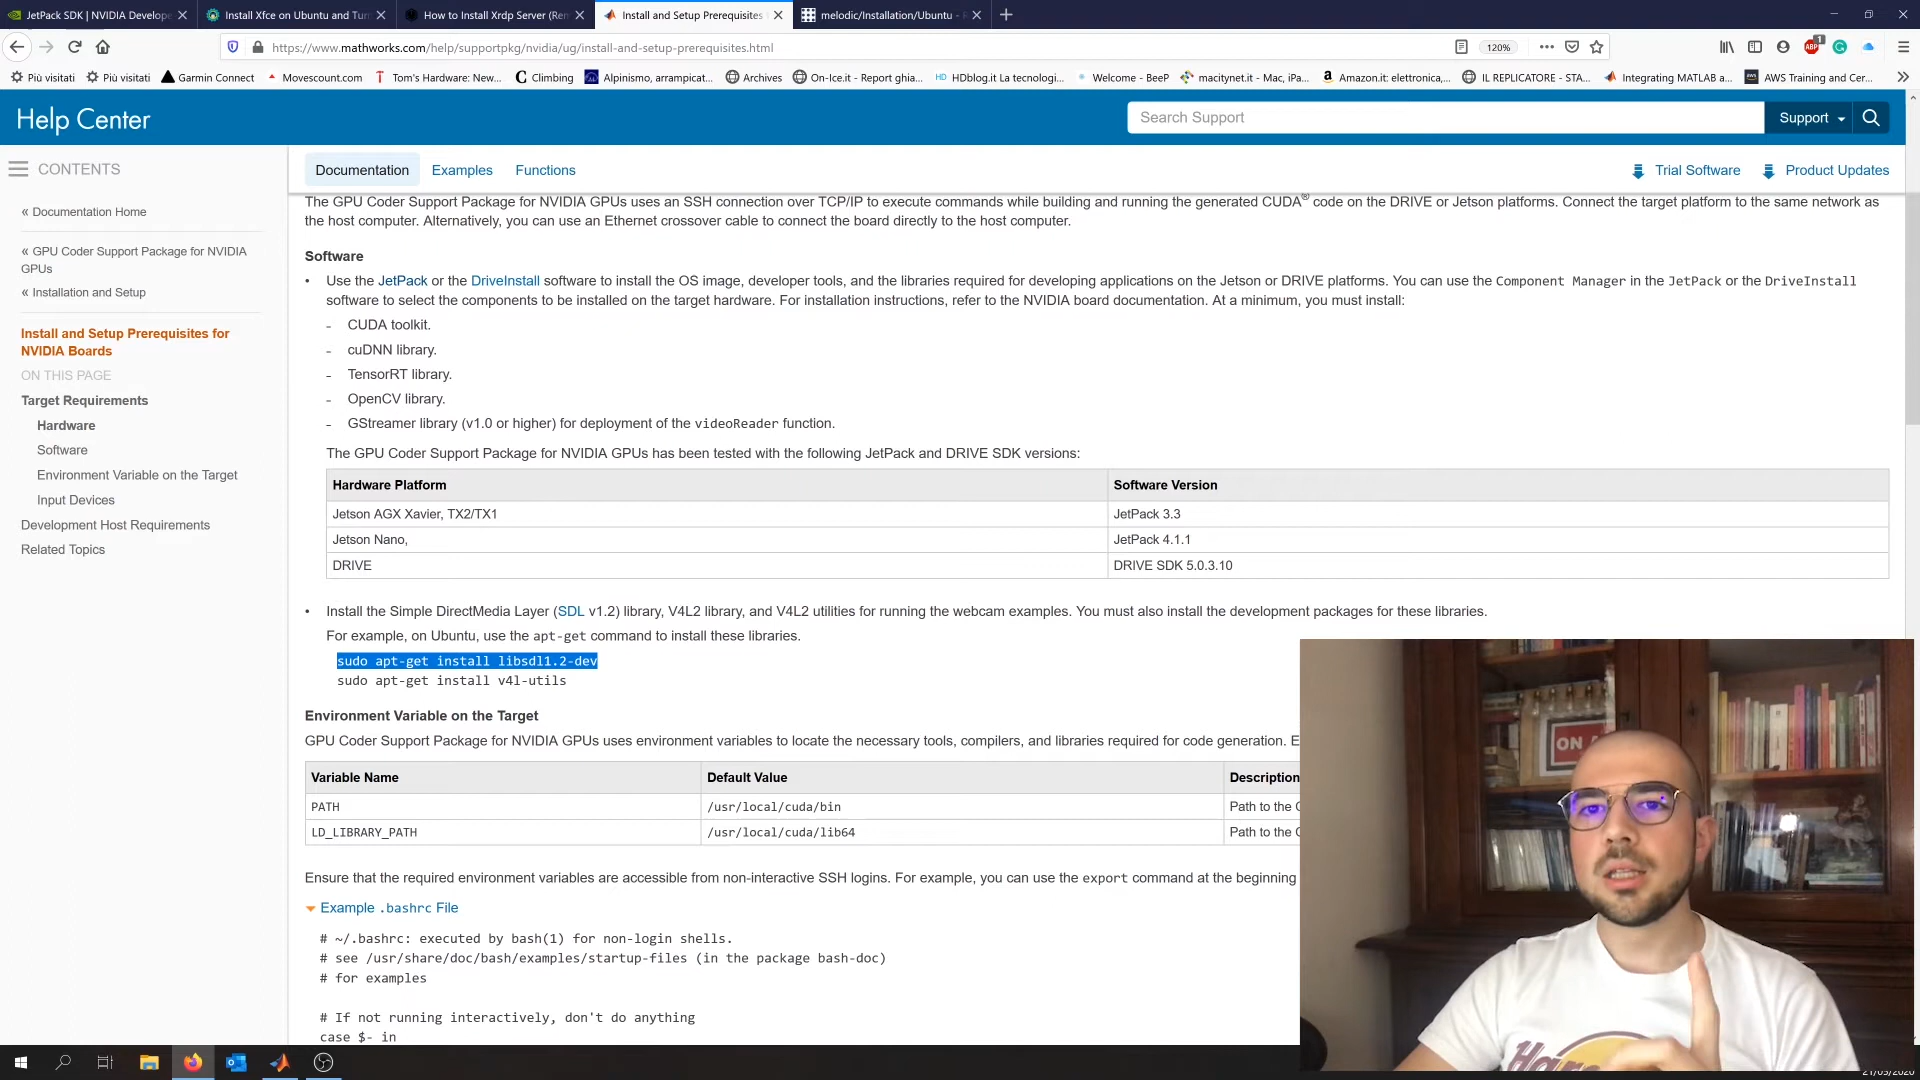 JetPack SDK | NVIDIA Develope
Install Xfce on Ubuntu and Tur
How to Install Xrdp Server (Rem
Install and Setup Prerequisites
melodic/Installation/Ubuntu -
https://www.mathworks.com/help/supportpkg/nvidia/ug/install-and-setup-prerequisites.html
120%
1
Più visitati
Più visitati
Garmin Connect
Movescount.com
Tom's Hardware: New...
Climbing
Alpinismo, arrampicat...
Archives
On-Ice.it - Report ghia...
HDblog.it La tecnologi...
Welcome - BeeP
macitynet.it - Mac, iPa...
Amazon.it: elettronica,...
IL REPLICATORE - STA...
Integrating MATLAB a...
AWS Training and Cer...
Help Center
Search Support
Support
CONTENTS
Documentation
Examples
Functions
Trial Software
Product Updates
« Documentation Home
« GPU Coder Support Package for NVIDIA
GPUs
« Installation and Setup
Install and Setup Prerequisites for
NVIDIA Boards
ON THIS PAGE
Target Requirements
Hardware
Software
Environment Variable on the Target
Input Devices
Development Host Requirements
Related Topics
The GPU Coder Support Package for NVIDIA GPUs uses an SSH connection over TCP/IP to execute commands while building and running the generated CUDA® code on the DRIVE or Jetson platforms. Connect the target platform to the same network as
the host computer. Alternatively, you can use an Ethernet crossover cable to connect the board directly to the host computer.
Software
• Use the JetPack or the DriveInstall software to install the OS image, developer tools, and the libraries required for developing applications on the Jetson or DRIVE platforms. You can use the Component Manager in the JetPack or the DriveInstall
software to select the components to be installed on the target hardware. For installation instructions, refer to the NVIDIA board documentation. At a minimum, you must install:
- CUDA toolkit.
- cuDNN library.
- TensorRT library.
- OpenCV library.
- GStreamer library (v1.0 or higher) for deployment of the videoReader function.
The GPU Coder Support Package for NVIDIA GPUs has been tested with the following JetPack and DRIVE SDK versions:
Hardware Platform
Software Version
Jetson AGX Xavier, TX2/TX1
JetPack 3.3
Jetson Nano,
JetPack 4.1.1
DRIVE
DRIVE SDK 5.0.3.10
• Install the Simple DirectMedia Layer (SDL v1.2) library, V4L2 library, and V4L2 utilities for running the webcam examples. You must also install the development packages for these libraries.
For example, on Ubuntu, use the apt-get command to install these libraries.
sudo apt-get install libsdl1.2-dev
sudo apt-get install v4l-utils
Environment Variable on the Target
GPU Coder Support Package for NVIDIA GPUs uses environment variables to locate the necessary tools, compilers, and libraries required for code generation. E
Variable Name
Default Value
Description
PATH
/usr/local/cuda/bin
Path to the C
LD_LIBRARY_PATH
/usr/local/cuda/lib64
Path to the C
Ensure that the required environment variables are accessible from non-interactive SSH logins. For example, you can use the export command at the beginning
Example .bashrc File
# ~/.bashrc: executed by bash(1) for non-login shells.
# see /usr/share/doc/bash/examples/startup-files (in the package bash-doc)
# for examples
# If not running interactively, don't do anything
case $- in
ON A